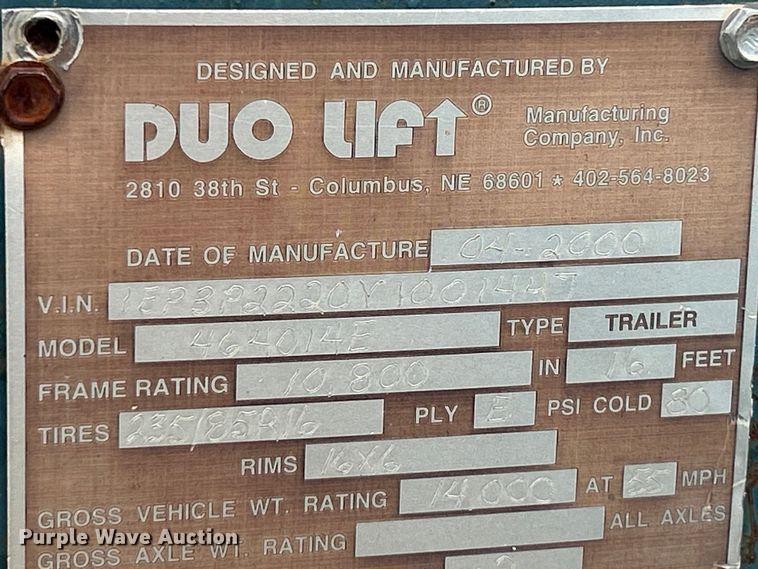 DESIGNED AND MANUFACTURED BY
DUO LIFT ® Manufacturing Company, Inc.
2810 38th St - Columbus, NE 68601 * 402-564-8023
DATE OF MANUFACTURE 04-2000
V.I.N.
MODEL 464014E TYPE TRAILER
FRAME RATING 10,800 IN 16 FEET
TIRES 235/85R16 PLY E PSI COLD 80
RIMS 16X6
GROSS VEHICLE WT. RATING 14,000 AT 55 MPH
GROSS AXLE WT. RATING ALL AXLES
Purple Wave Auction